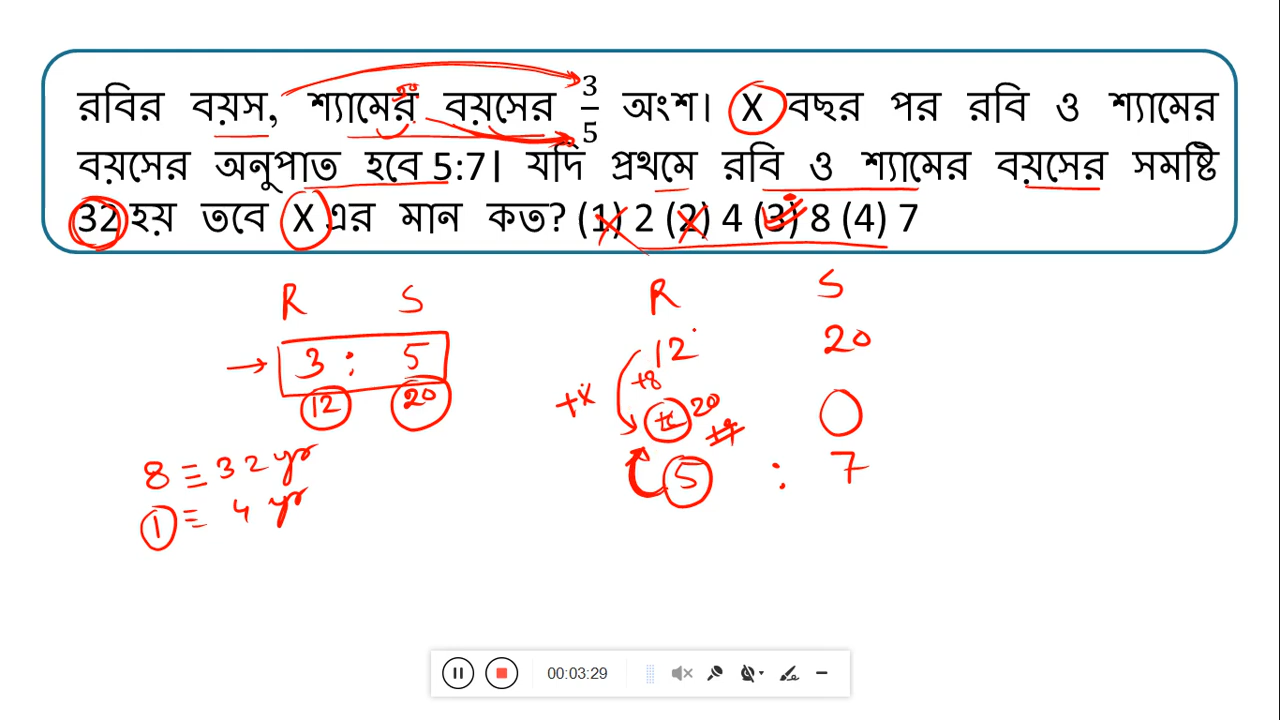 রবির বয়স, শ্যামের বয়সের 3/5 অংশ। X বছর পর রবি ও শ্যামের
বয়সের অনুপাত হবে 5:7। যদি প্রথমে রবি ও শ্যামের বয়সের সমষ্টি
32 হয় তবে X এর মান কত? (1) 2 (2) 4 (3) 8 (4) 7
R S
3 : 5
12 20
8 ≡ 32 yr
1 ≡ 4 yr
R S
12 20
+8
+x 20
5 : 7
00:03:29